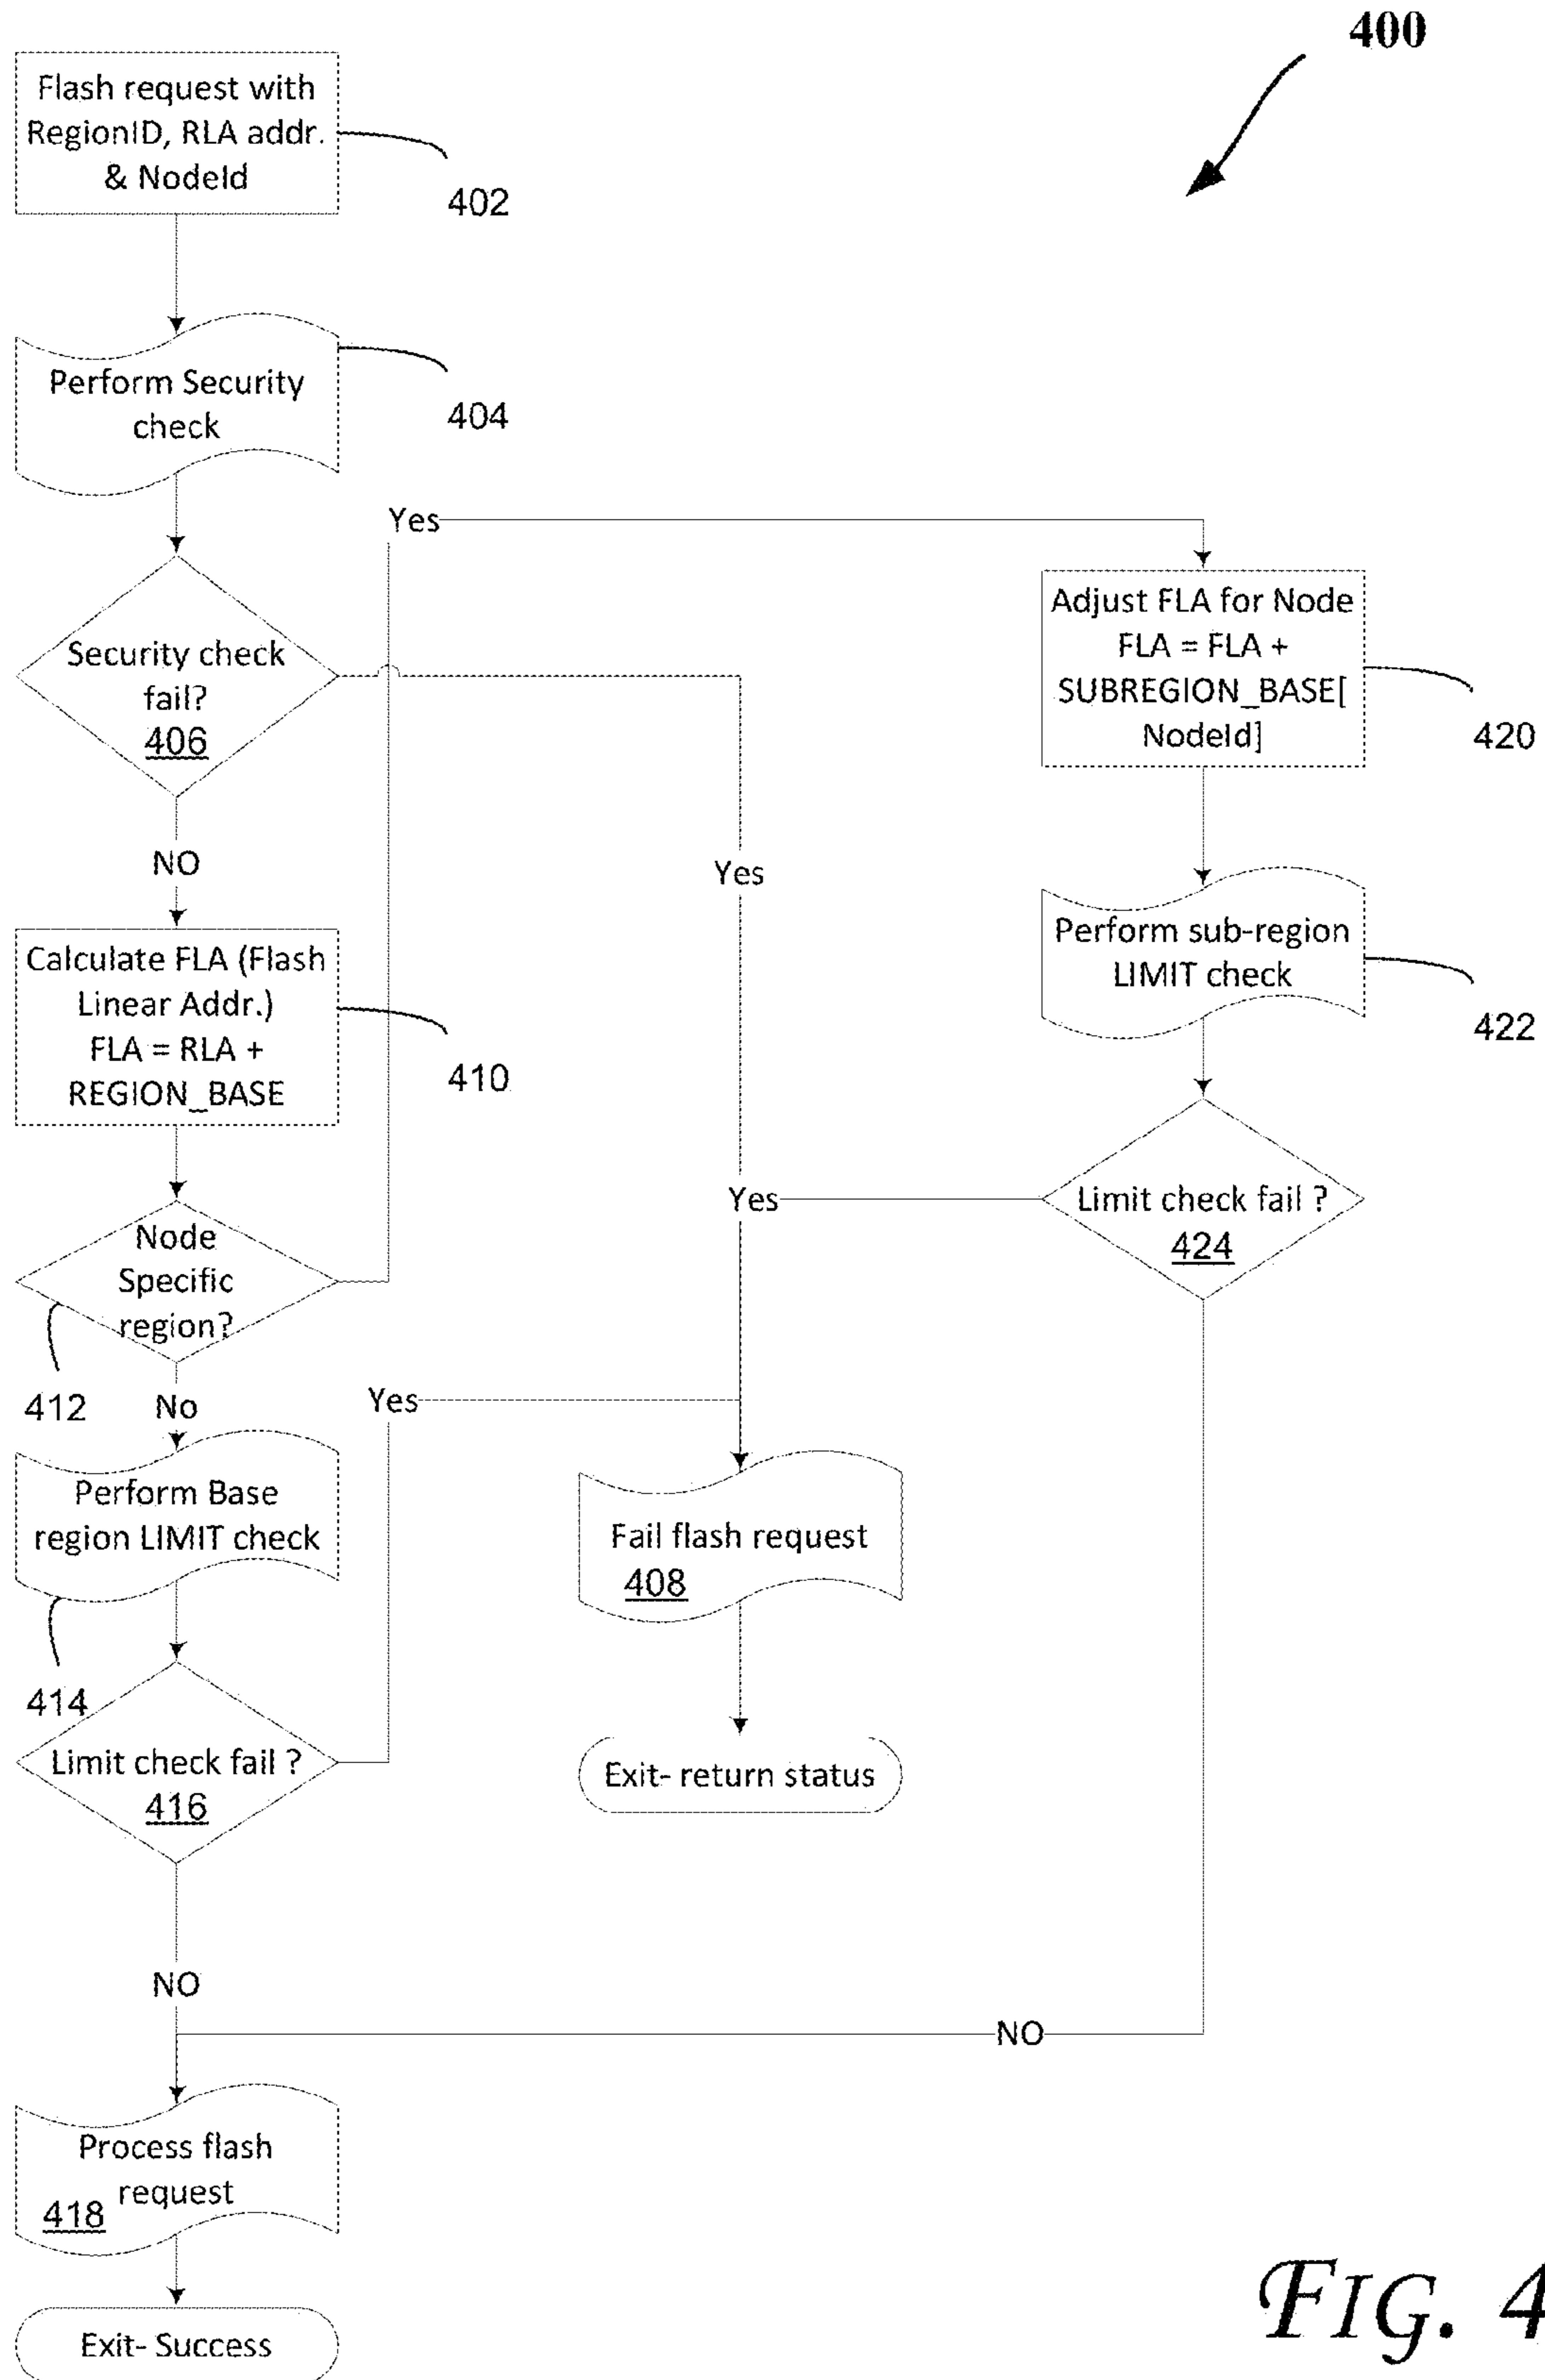 400
Flash request with
RegionID, RLA addr.
& NodeId
402
Perform Security
check
404
Yes
Security check
fail?
406
Adjust FLA for Node
FLA = FLA +
SUBREGION_BASE[
NodeId]
420
Yes
NO
Calculate FLA (Flash
Linear Addr.)
FLA = RLA +
REGION_BASE
410
Perform sub-region
LIMIT check
422
Yes
Limit check fail ?
424
Node
Specific
region?
412
No
Yes
Perform Base
region LIMIT check
414
Fail flash request
408
Limit check fail ?
416
Exit- return status
NO
NO
Process flash
request
418
Exit- Success
FIG. 4